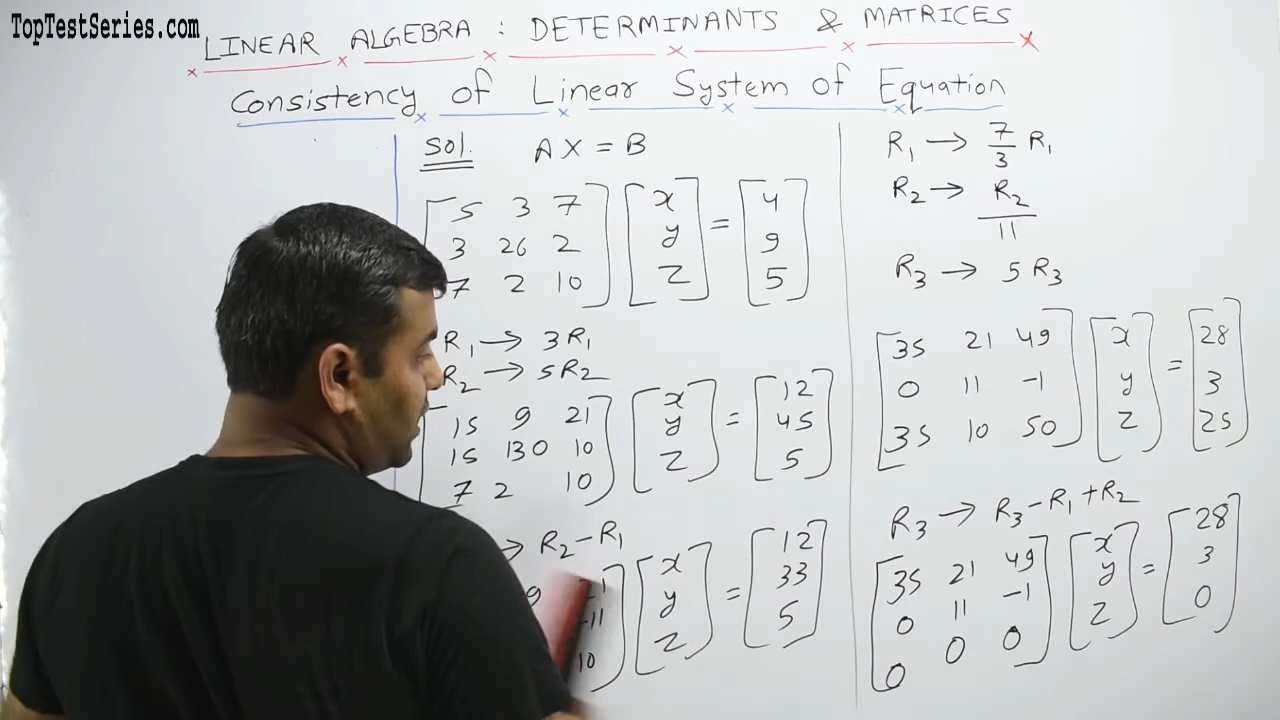 TopTestSeries.com
LINEAR ALGEBRA : DETERMINANTS & MATRICES
Consistency of Linear System of Equation
Sol. AX = B
5 3 7 x 4
3 26 2 y = 9
7 2 10 z 5
R₁ → 3R₁
R₂ → 5R₂
15 9 21 x 12
15 130 10 y = 45
7 2 10 z 5
→ R₂ - R₁
9 x 12
-11 y = 33
10 z 5
R₁ → 7/3 R₁
R₂ → R₂/11
R₃ → 5R₃
35 21 49 x 28
0 11 -1 y = 3
35 10 50 z 25
R₃ → R₃ - R₁ + R₂
35 21 49 x 28
0 11 -1 y = 3
0 0 0 z 0